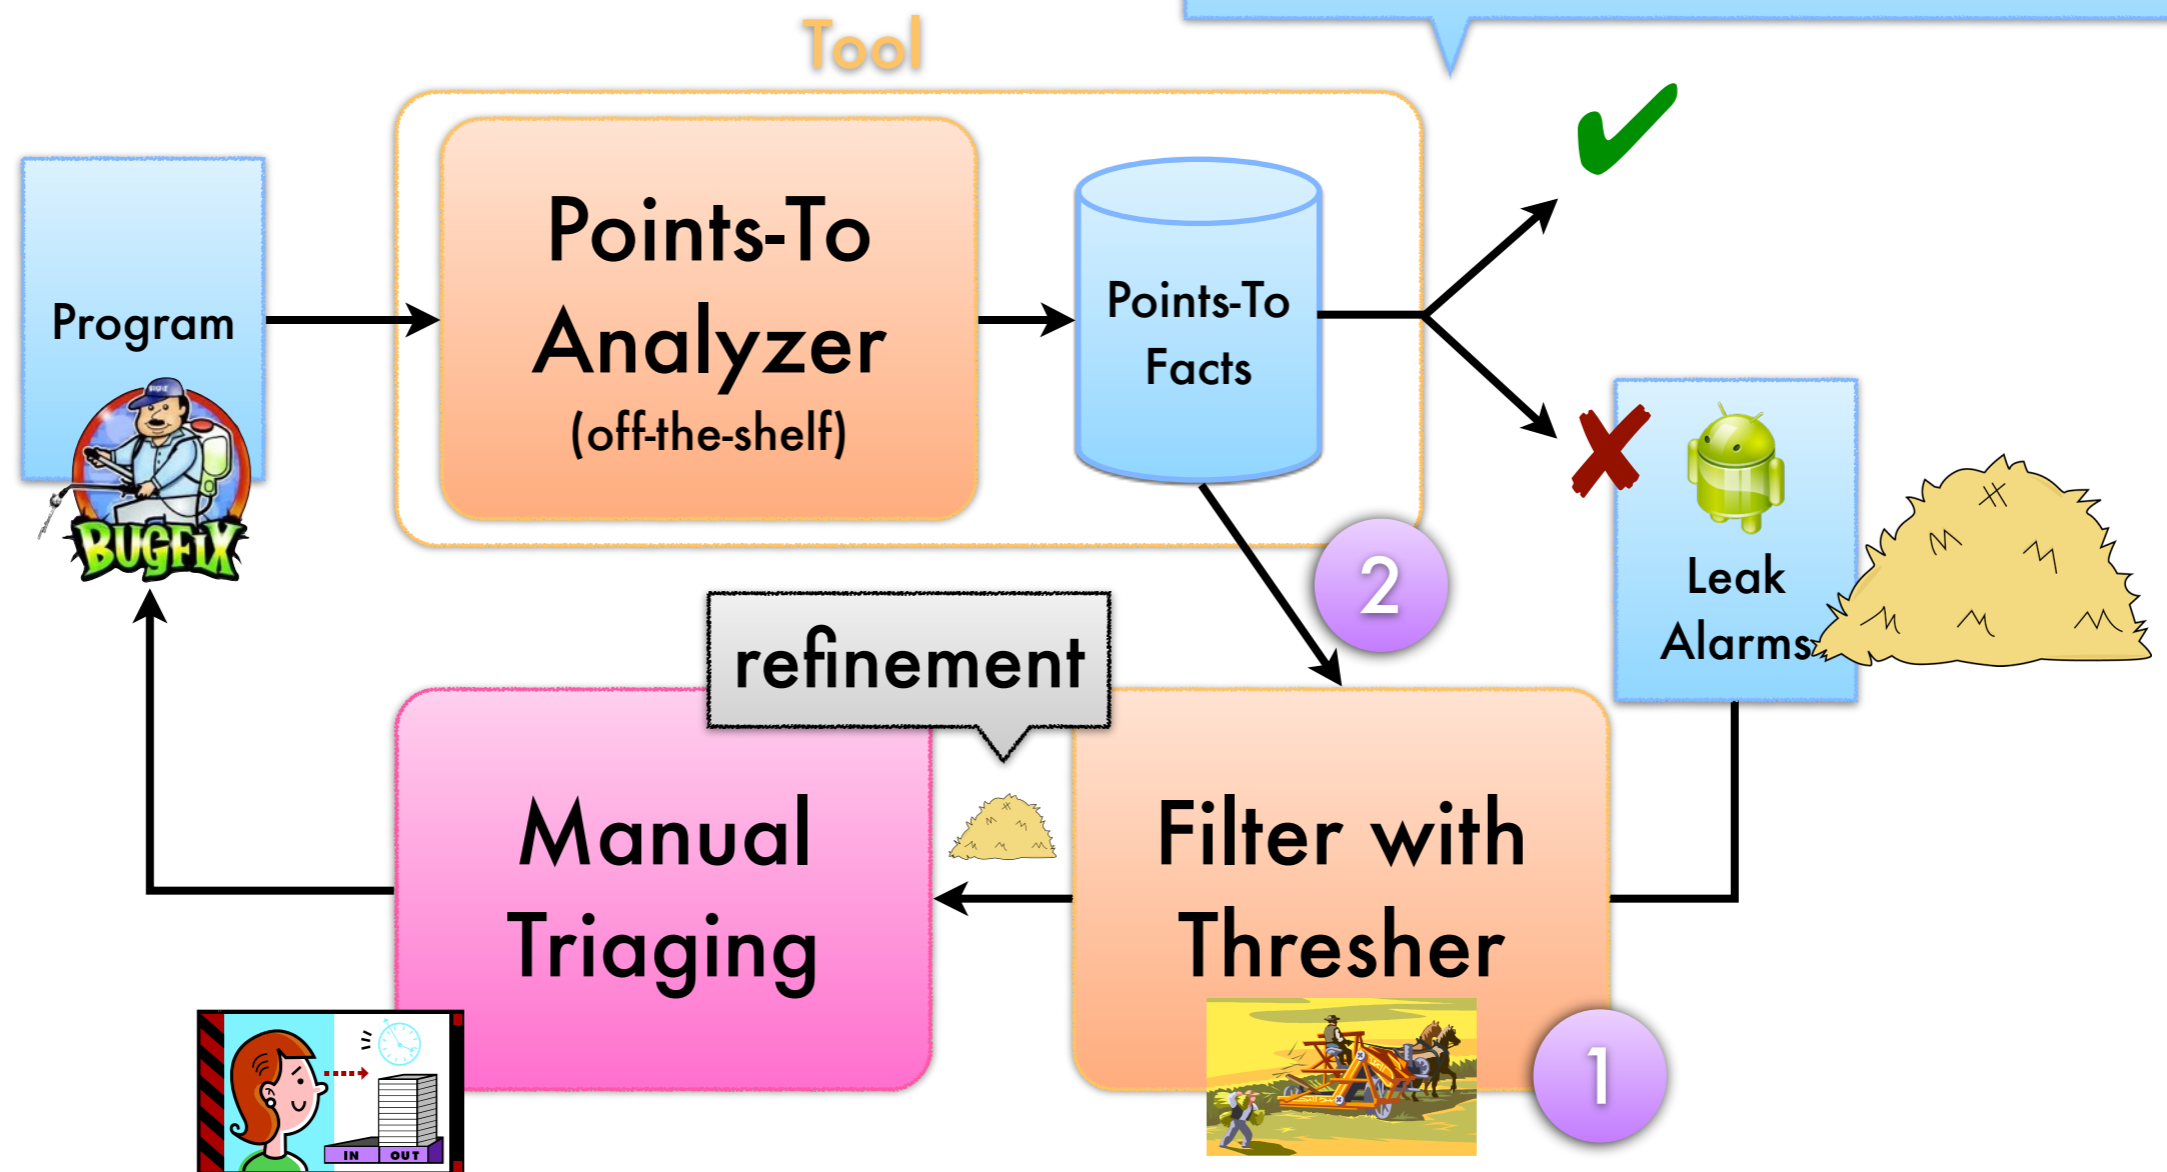 Tool
Program
BUGFIX
Points-To
Analyzer
(off-the-shelf)
Points-To
Facts
Leak
Alarms
2
refinement
Manual
Triaging
IN OUT
Filter with
Thresher
1